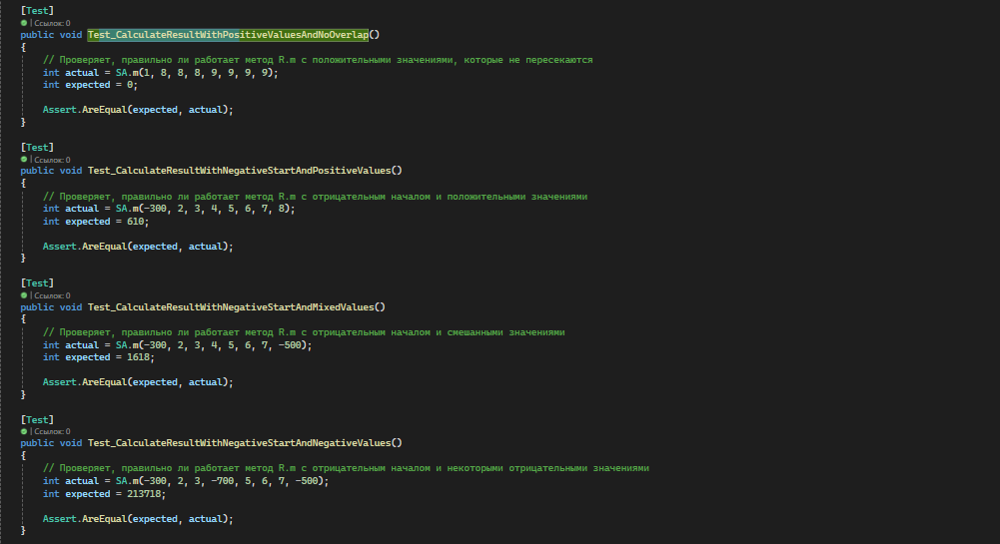 [Test]
| Ссылок: 0
public void Test_CalculateResultWithPositiveValuesAndNoOverlap()
{
// Проверяет, правильно ли работает метод R.m с положительными значениями, которые не пересекаются
int actual = SA.m(1, 8, 8, 8, 9, 9, 9, 9);
int expected = 0;
Assert.AreEqual(expected, actual);
}
[Test]
| Ссылок: 0
public void Test_CalculateResultWithNegativeStartAndPositiveValues()
{
// Проверяет, правильно ли работает метод R.m с отрицательным началом и положительными значениями
int actual = SA.m(-300, 2, 3, 4, 5, 6, 7, 8);
int expected = 610;
Assert.AreEqual(expected, actual);
}
[Test]
| Ссылок: 0
public void Test_CalculateResultWithNegativeStartAndMixedValues()
{
// Проверяет, правильно ли работает метод R.m с отрицательным началом и смешанными значениями
int actual = SA.m(-300, 2, 3, 4, 5, 6, 7, -500);
int expected = 1618;
Assert.AreEqual(expected, actual);
}
[Test]
| Ссылок: 0
public void Test_CalculateResultWithNegativeStartAndNegativeValues()
{
// Проверяет, правильно ли работает метод R.m с отрицательным началом и некоторыми отрицательными значениями
int actual = SA.m(-300, 2, 3, -700, 5, 6, 7, -500);
int expected = 213718;
Assert.AreEqual(expected, actual);
}